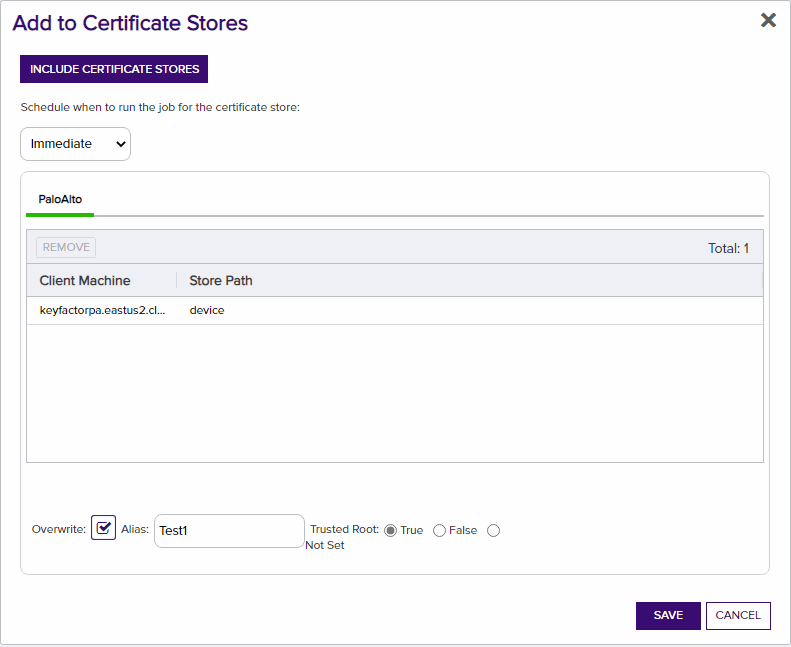 Add to Certificate Stores
INCLUDE CERTIFICATE STORES
Schedule when to run the job for the certificate store:
Immediate
PaloAlto
REMOVE Total: 1
Client Machine Store Path
keyfactorpa.eastus2.cl... device
Overwrite: Alias: Test1 Trusted Root: True False
Not Set
SAVE CANCEL